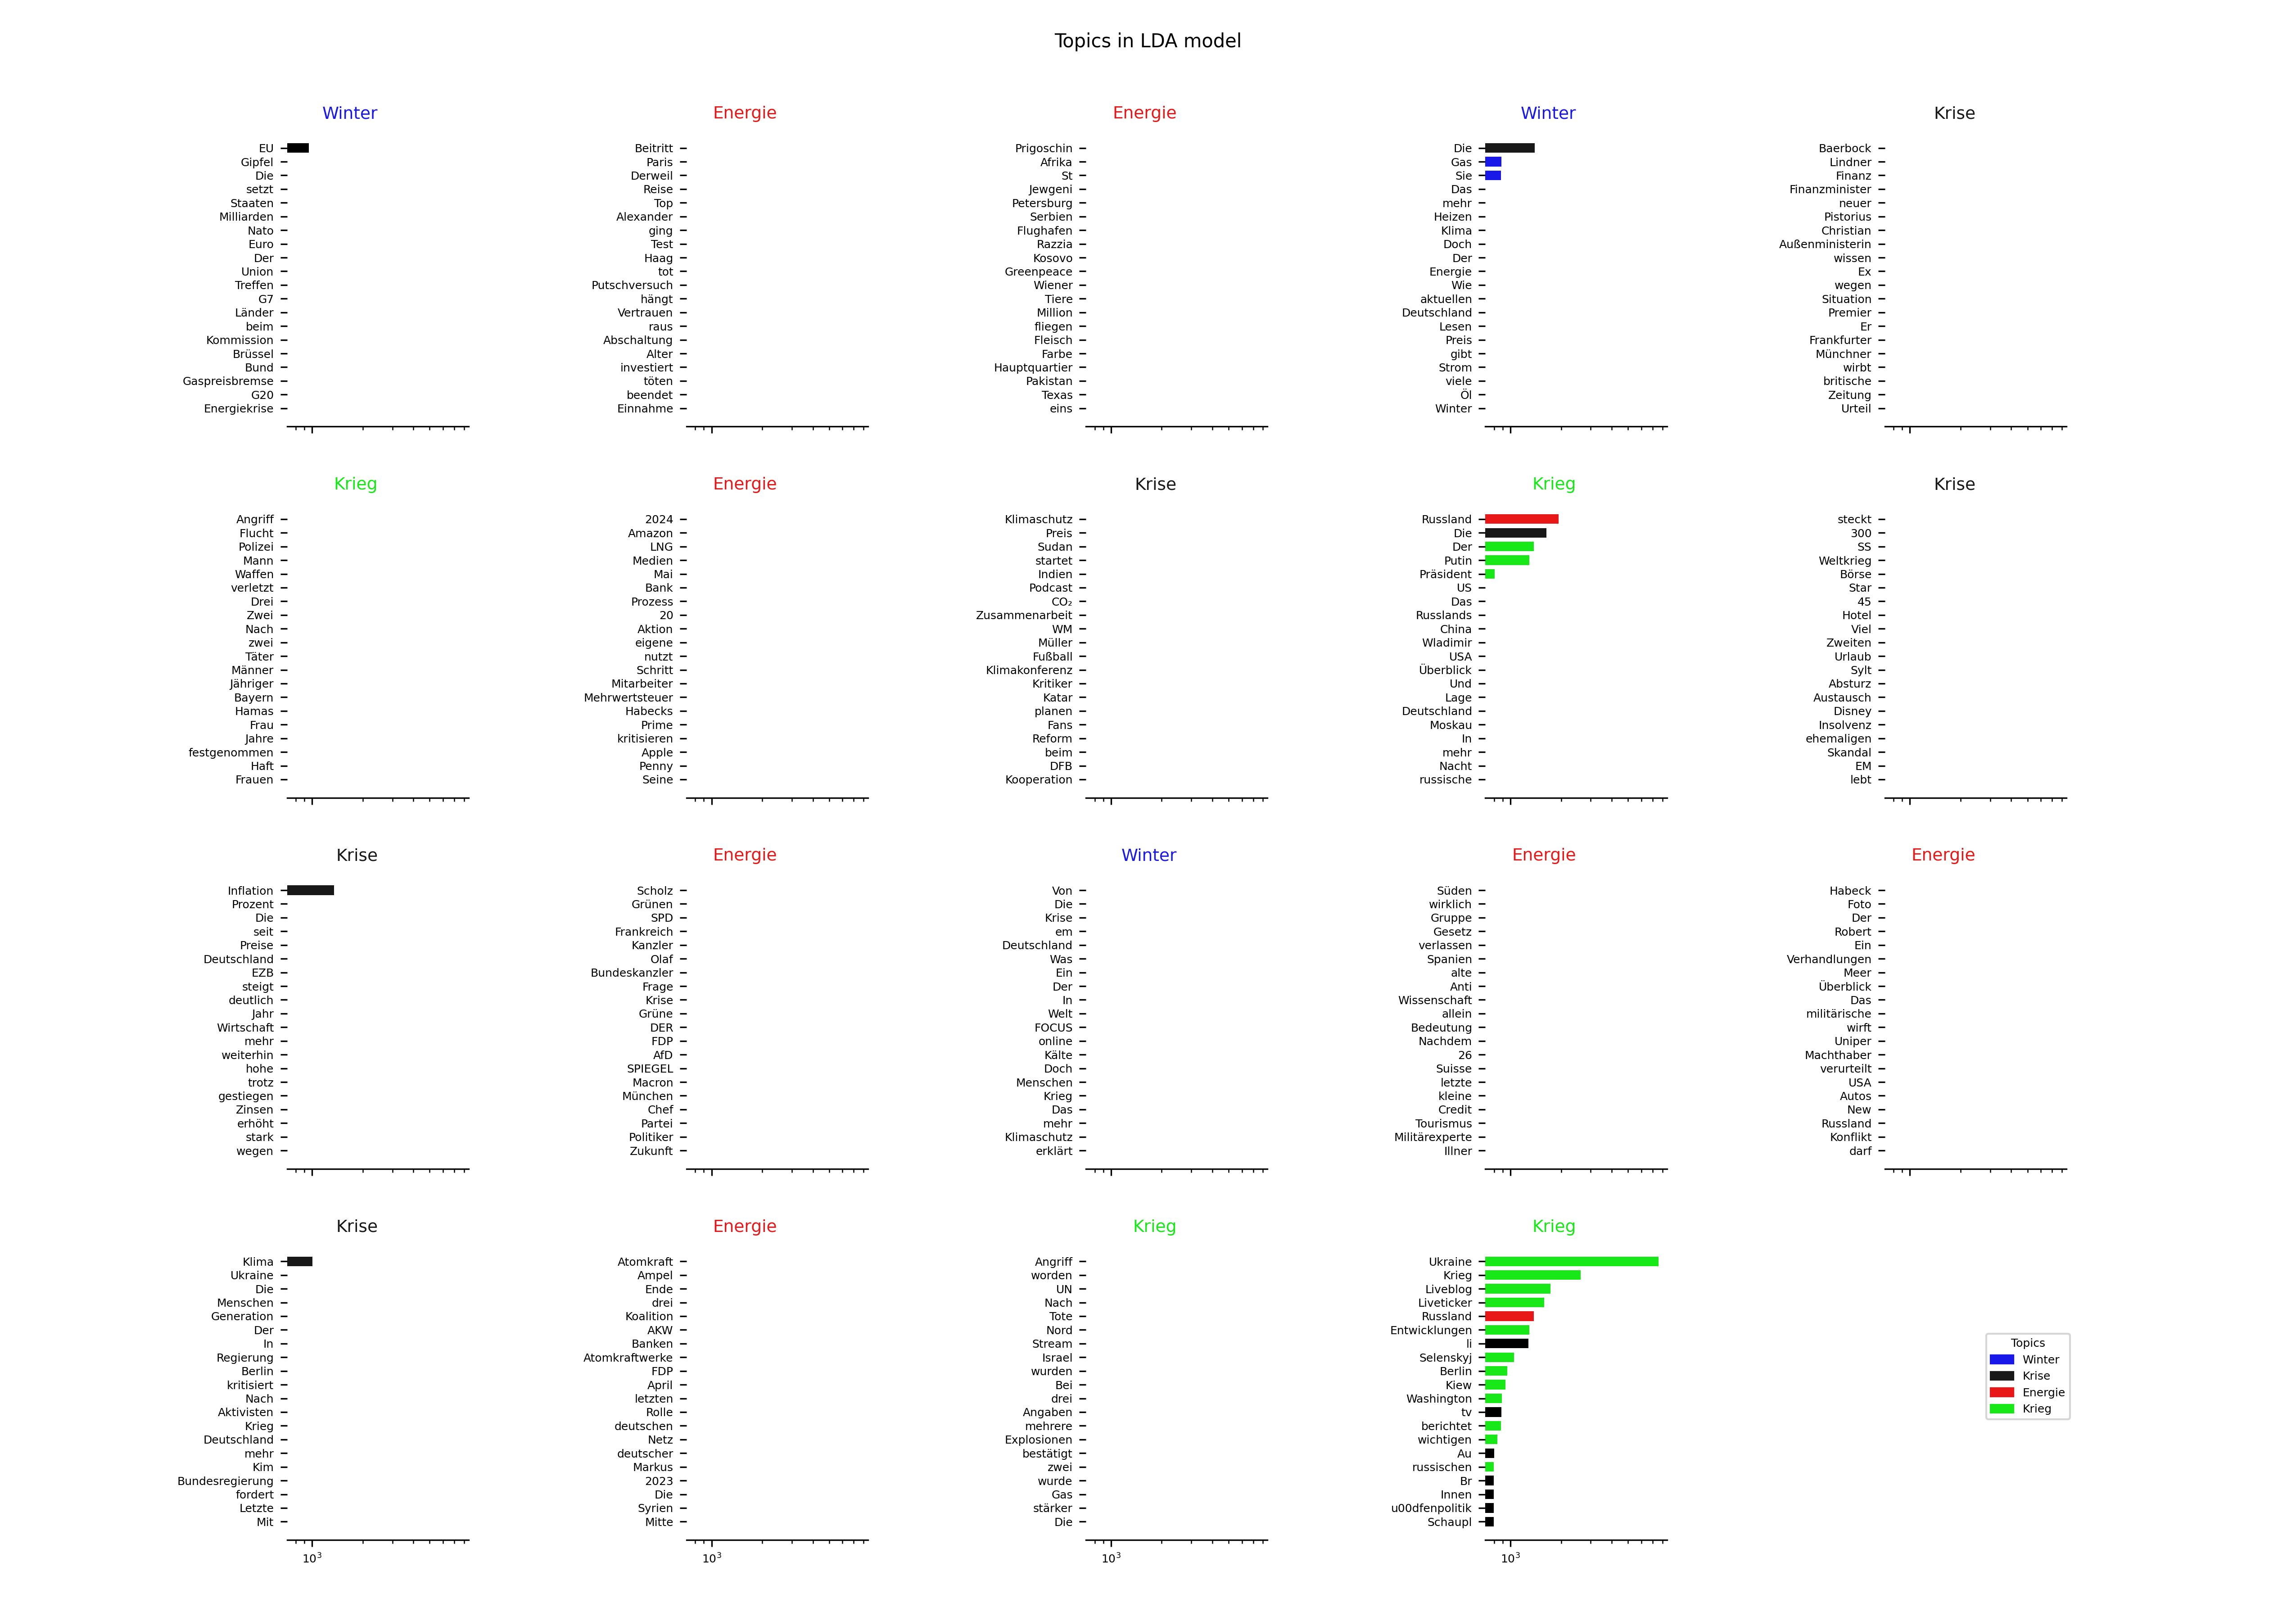 Topics in LDA model
Winter
EU
Gipfel
Die
setzt
Staaten
Milliarden
Nato
Euro
Der
Union
Treffen
G7
Länder
beim
Kommission
Brüssel
Bund
Gaspreisbremse
G20
Energiekrise
Energie
Beitritt
Paris
Derweil
Reise
Top
Alexander
ging
Test
Haag
tot
Putschversuch
hängt
Vertrauen
raus
Abschaltung
Alter
investiert
töten
beendet
Einnahme
Energie
Prigoschin
Afrika
St
Jewgeni
Petersburg
Serbien
Flughafen
Razzia
Kosovo
Greenpeace
Wiener
Tiere
Million
fliegen
Fleisch
Farbe
Hauptquartier
Pakistan
Texas
eins
Winter
Die
Gas
Sie
Das
mehr
Heizen
Klima
Doch
Der
Energie
Wie
aktuellen
Deutschland
Lesen
Preis
gibt
Strom
viele
Öl
Winter
Krise
Baerbock
Lindner
Finanz
Finanzminister
neuer
Pistorius
Christian
Außenministerin
wissen
Ex
wegen
Situation
Premier
Er
Frankfurter
Münchner
wirbt
britische
Zeitung
Urteil
Krieg
Angriff
Flucht
Polizei
Mann
Waffen
verletzt
Drei
Zwei
Nach
zwei
Täter
Männer
Jähriger
Bayern
Hamas
Frau
Jahre
festgenommen
Haft
Frauen
Energie
2024
Amazon
LNG
Medien
Mai
Bank
Prozess
20
Aktion
eigene
nutzt
Schritt
Mitarbeiter
Mehrwertsteuer
Habecks
Prime
kritisieren
Apple
Penny
Seine
Krise
Klimaschutz
Preis
Sudan
startet
Indien
Podcast
CO₂
Zusammenarbeit
WM
Müller
Fußball
Klimakonferenz
Kritiker
Katar
planen
Fans
Reform
beim
DFB
Kooperation
Krieg
Russland
Die
Der
Putin
Präsident
US
Das
Russlands
China
Wladimir
USA
Überblick
Und
Lage
Deutschland
Moskau
In
mehr
Nacht
russische
Krise
steckt
300
SS
Weltkrieg
Börse
Star
45
Hotel
Viel
Zweiten
Urlaub
Sylt
Absturz
Austausch
Disney
Insolvenz
ehemaligen
Skandal
EM
lebt
Krise
Inflation
Prozent
Die
seit
Preise
Deutschland
EZB
steigt
deutlich
Jahr
Wirtschaft
mehr
weiterhin
hohe
trotz
gestiegen
Zinsen
erhöht
stark
wegen
Energie
Scholz
Grünen
SPD
Frankreich
Kanzler
Olaf
Bundeskanzler
Frage
Krise
Grüne
DER
FDP
AfD
SPIEGEL
Macron
München
Chef
Partei
Politiker
Zukunft
Winter
Von
Die
Krise
em
Deutschland
Was
Ein
Der
In
Welt
FOCUS
online
Kälte
Doch
Menschen
Krieg
Das
mehr
Klimaschutz
erklärt
Energie
Süden
wirklich
Gruppe
Gesetz
verlassen
Spanien
alte
Anti
Wissenschaft
allein
Bedeutung
Nachdem
26
Suisse
letzte
kleine
Credit
Tourismus
Militärexperte
Illner
Energie
Habeck
Foto
Der
Robert
Ein
Verhandlungen
Meer
Überblick
Das
militärische
wirft
Uniper
Machthaber
verurteilt
USA
Autos
New
Russland
Konflikt
darf
Krise
Klima
Ukraine
Die
Menschen
Generation
Der
In
Regierung
Berlin
kritisiert
Nach
Aktivisten
Krieg
Deutschland
mehr
Kim
Bundesregierung
fordert
Letzte
Mit
10³
Energie
Atomkraft
Ampel
Ende
drei
Koalition
AKW
Banken
Atomkraftwerke
FDP
April
letzten
Rolle
deutschen
Netz
deutscher
Markus
2023
Die
Syrien
Mitte
10³
Krieg
Angriff
worden
UN
Nach
Tote
Nord
Stream
Israel
wurden
Bei
drei
Angaben
mehrere
Explosionen
bestätigt
zwei
wurde
Gas
stärker
Die
10³
Krieg
Ukraine
Krieg
Liveblog
Liveticker
Russland
Entwicklungen
li
Selenskyj
Berlin
Kiew
Washington
tv
berichtet
wichtigen
Au
russischen
Br
Innen
u00dfenpolitik
Schaupl
10³
Topics
Winter
Krise
Energie
Krieg